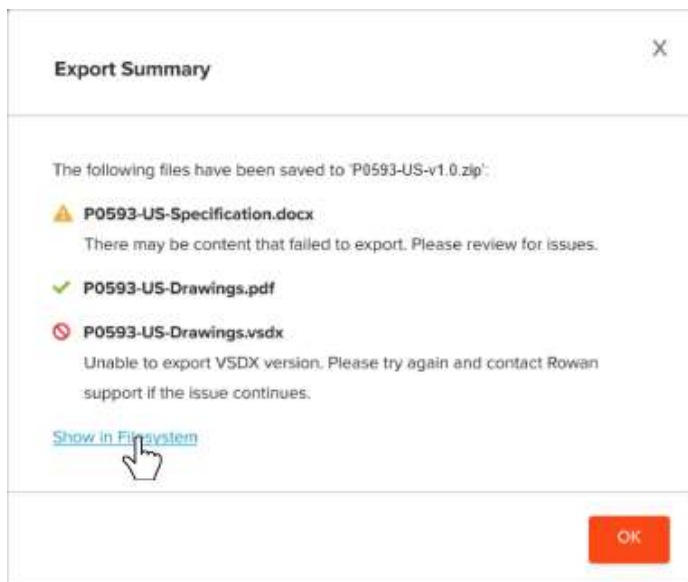 X
Export Summary
The following files have been saved to 'P0593-US-v1.0.zip':
P0593-US-Specification.docx
There may be content that failed to export. Please review for issues.
P0593-US-Drawings.pdf
P0593-US-Drawings.vsdx
Unable to export VSDX version. Please try again and contact Rowan
support if the issue continues.
Show in Filesystem
OK